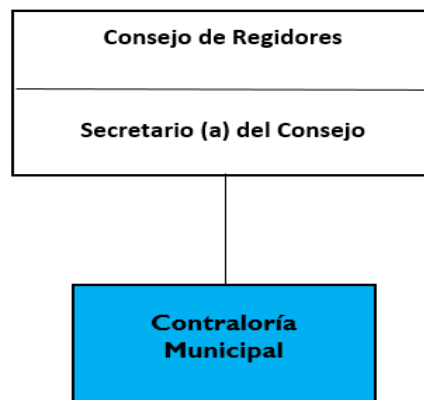 Consejo de Regidores
Secretario (a) del Consejo
Contraloría
Municipal